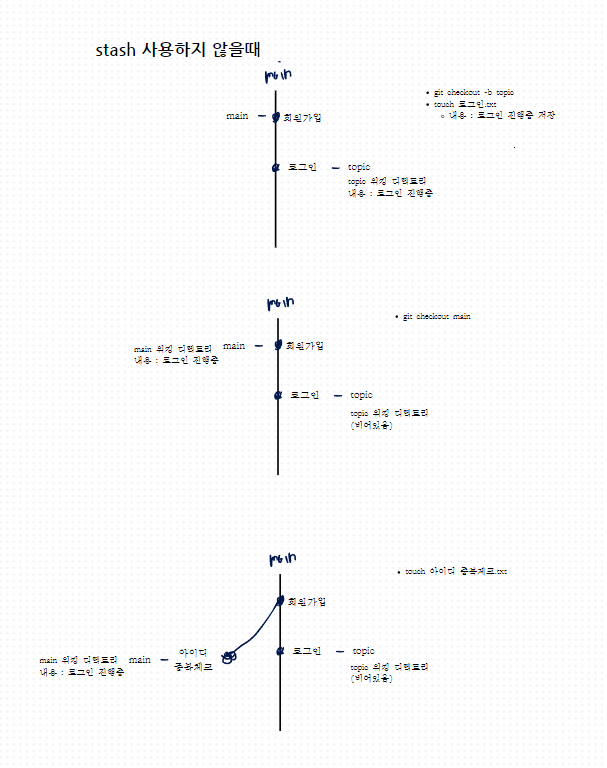 stash 사용하지 않을때
main
• git checkout -b topic
• touch 로그인.txt
○ 내용 : 로그인 진행중 저장
main
회원가입
로그인
topic
topic 워킹 디렉토리
내용 : 로그인 진행중
main
• git checkout main
main 워킹 디렉토리
내용 : 로그인 진행중
main
회원가입
로그인
topic
topic 워킹 디렉토리
(비어있음)
main
• touch 아이디 중복체크.txt
회원가입
main 워킹 디렉토리
내용 : 로그인 진행중
main
아이디
중복체크
로그인
topic
topic 워킹 디렉토리
(비어있음)